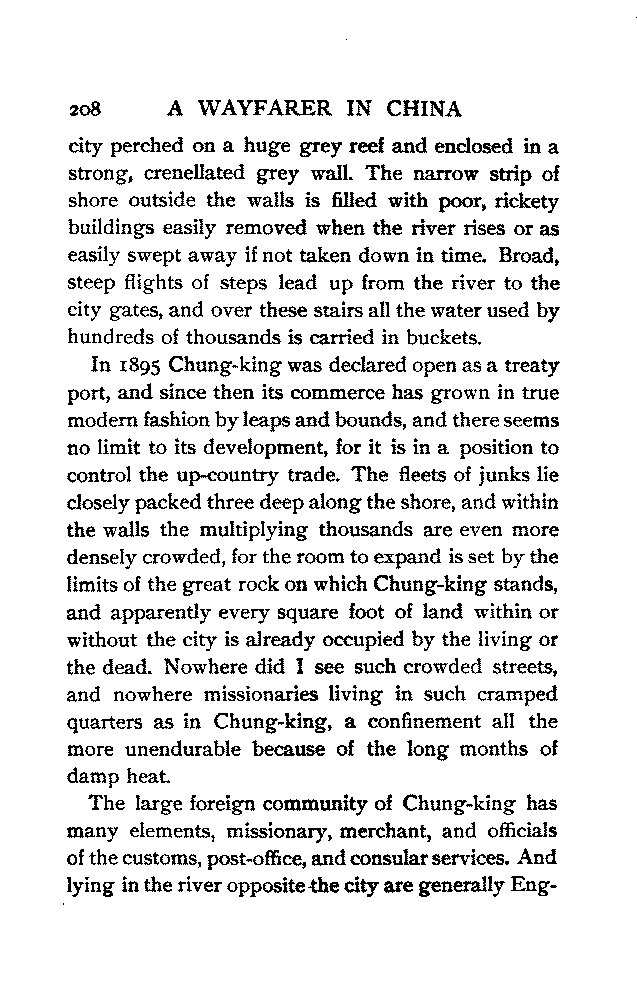 208 A WAYFARER IN CHINA
city perched on a huge grey reef and enclosed in a
strong, crenellated grey wall. The narrow strip of
shore outside the walls is filled with poor, rickety
buildings easily removed when the river rises or as
easily swept away if not taken down in time. Broad,
steep flights of steps lead up from the river to the
city gates, and over these stairs all the water used by
hundreds of thousands is carried in buckets.
In 1895 Chung-king was declared open as a treaty
port, and since then its commerce has grown in true
modern fashion by leaps and bounds, and there seems
no limit to its development, for it is in a position to
control the up-country trade. The fleets of junks lie
closely packed three deep along the shore, and within
the walls the multiplying thousands are even more
densely crowded, for the room to expand is set by the
limits of the great rock on which Chung-king stands,
and apparently every square foot of land within or
without the city is already occupied by the living or
the dead. Nowhere did I see such crowded streets,
and nowhere missionaries living in such cramped
quarters as in Chung-king, a confinement all the
more unendurable because of the long months of
damp heat.
The large foreign community of Chung-king has
many elements, missionary, merchant, and officials
of the customs, post-office, and consular services. And
lying in the river opposite the city are generally Eng-